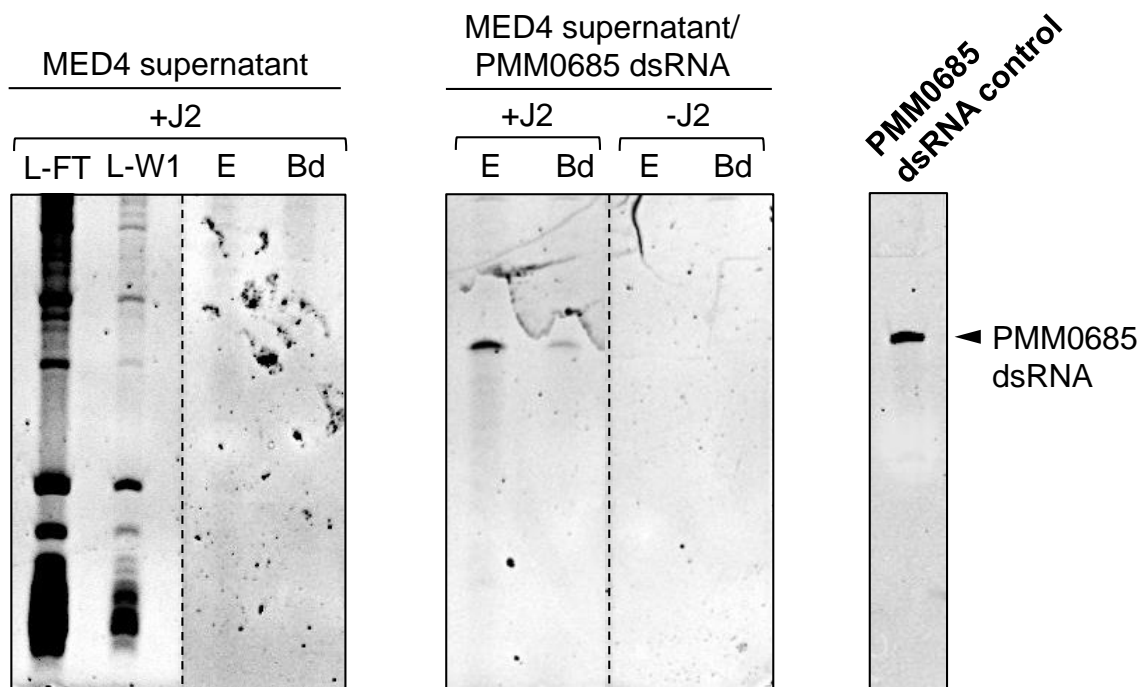 MED4 supernatant
+J2
L-FT L-W1 E Bd
MED4 supernatant/
PMM0685 dsRNA
+J2 -J2
E Bd E Bd
PMM0685
dsRNA control
PMM0685
dsRNA